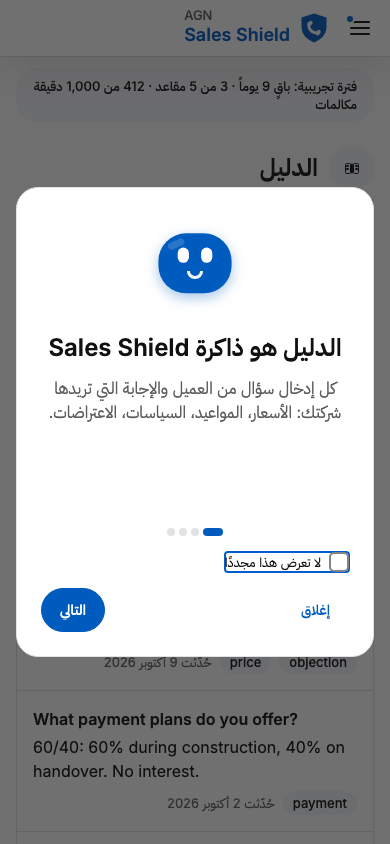 AGN
Sales Shield
فترة تجريبية: باقٍ 9 يوماً · 3 من 5 مقاعد · 412 من 1,000 دقيقة
مكالمات
الدليل
الدليل هو ذاكرة Sales Shield
كل إدخال سؤال من العميل والإجابة التي تريدها
شركتك: الأسعار، المواعيد، السياسات، الاعتراضات.
لا تعرض هذا مجددًا
إغلاق
التالي
objection price حُدّثت 9 أكتوبر 2026
What payment plans do you offer?
60/40: 60% during construction, 40% on
handover. No interest.
payment حُدّثت 2 أكتوبر 2026